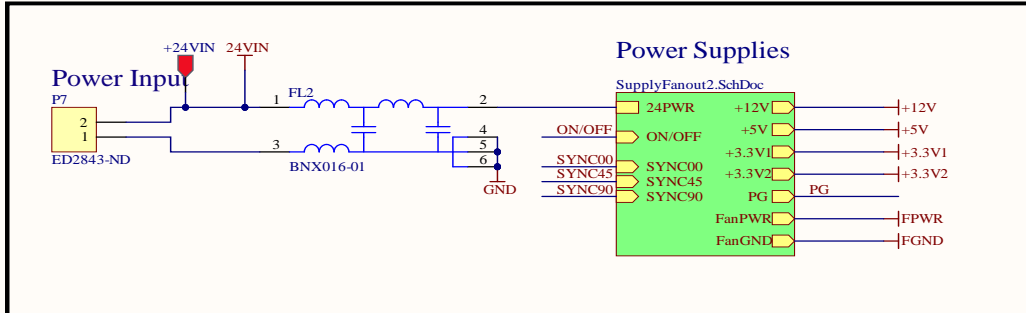 Power Supplies
+24VIN 24VIN
Power Input
SupplyFanout2.SchDoc
P7 1 FL2 2 24PWR +12V +12V
2
1
ON/OFF ON/OFF +5V +5V
4
3 5
6
+3.3V1 +3.3V1
ED2843-ND BNX016-01
SYNC00 SYNC00
SYNC45 SYNC45 +3.3V2 +3.3V2
GND
SYNC90 SYNC90 PG PG
FanPWR FPWR
FanGND FGND